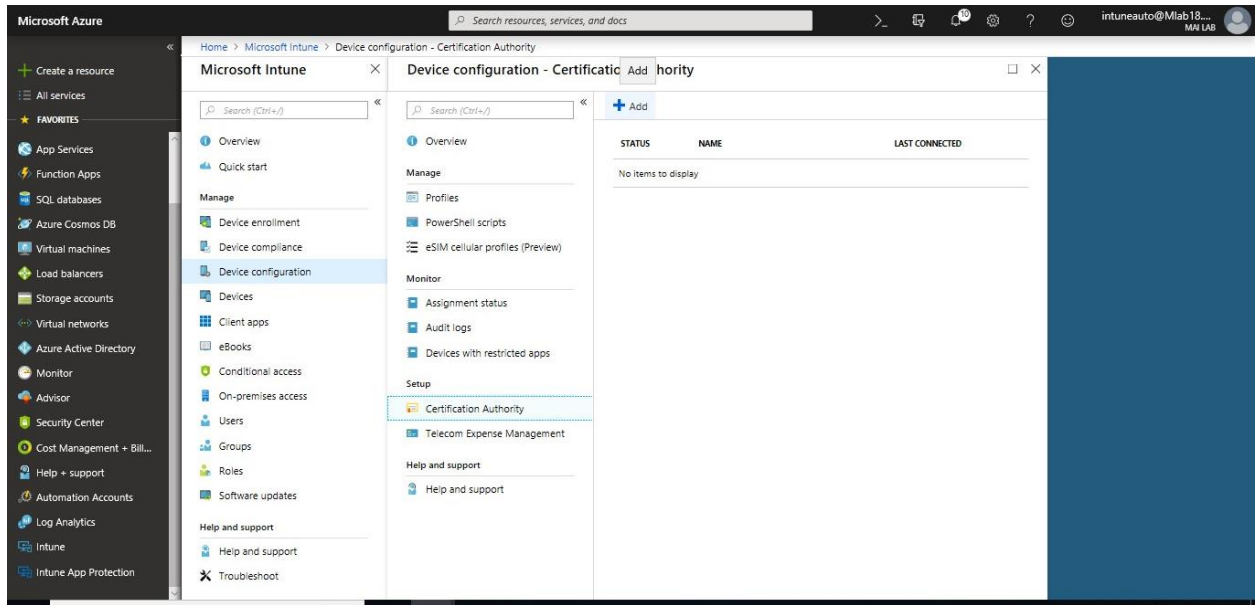 Microsoft Azure
Search resources, services, and docs
10
intuneauto@Mlab18....
MAI LAB
Home > Microsoft Intune > Device configuration - Certification Authority
Create a resource
All services
FAVORITES
App Services
Function Apps
SQL databases
Azure Cosmos DB
Virtual machines
Load balancers
Storage accounts
Virtual networks
Azure Active Directory
Monitor
Advisor
Security Center
Cost Management + Bill...
Help + support
Automation Accounts
Log Analytics
Intune
Intune App Protection
Microsoft Intune
Search (Ctrl+/)
Overview
Quick start
Manage
Device enrollment
Device compliance
Device configuration
Devices
Client apps
eBooks
Conditional access
On-premises access
Users
Groups
Roles
Software updates
Help and support
Help and support
Troubleshoot
Device configuration - Certificatio Add hority
Search (Ctrl+/)
Overview
Manage
Profiles
PowerShell scripts
eSIM cellular profiles (Preview)
Monitor
Assignment status
Audit logs
Devices with restricted apps
Setup
Certification Authority
Telecom Expense Management
Help and support
Help and support
Add
STATUS NAME LAST CONNECTED
No items to display